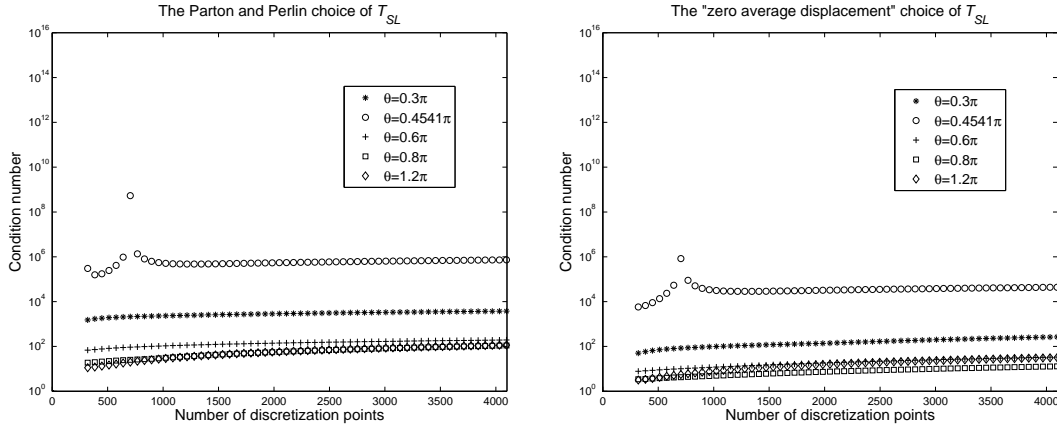 The Parton and Perlin choice of T_SL
10^16
10^14
10^12
10^10
10^8
10^6
10^4
10^2
10^0
Condition number
θ=0.3π
θ=0.4541π
θ=0.6π
θ=0.8π
θ=1.2π
0 500 1000 1500 2000 2500 3000 3500 4000
Number of discretization points
The "zero average displacement" choice of T_SL
10^16
10^14
10^12
10^10
10^8
10^6
10^4
10^2
10^0
Condition number
θ=0.3π
θ=0.4541π
θ=0.6π
θ=0.8π
θ=1.2π
0 500 1000 1500 2000 2500 3000 3500 4000
Number of discretization points